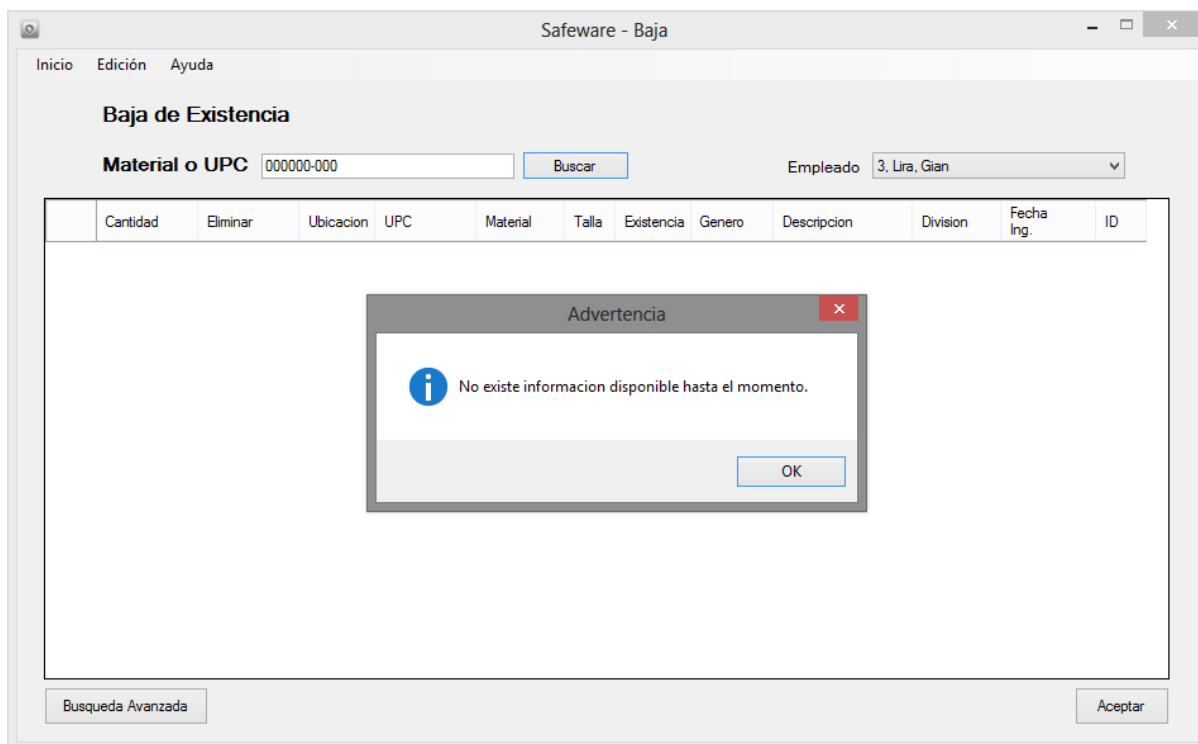 Safeware - Baja
Inicio Edición Ayuda
Baja de Existencia
Material o UPC 000000-000 Buscar Empleado 3, Lira, Gian
Cantidad Eliminar Ubicacion UPC Material Talla Existencia Genero Descripcion Division Fecha Ing. ID
Advertencia
No existe informacion disponible hasta el momento.
OK
Busqueda Avanzada Aceptar